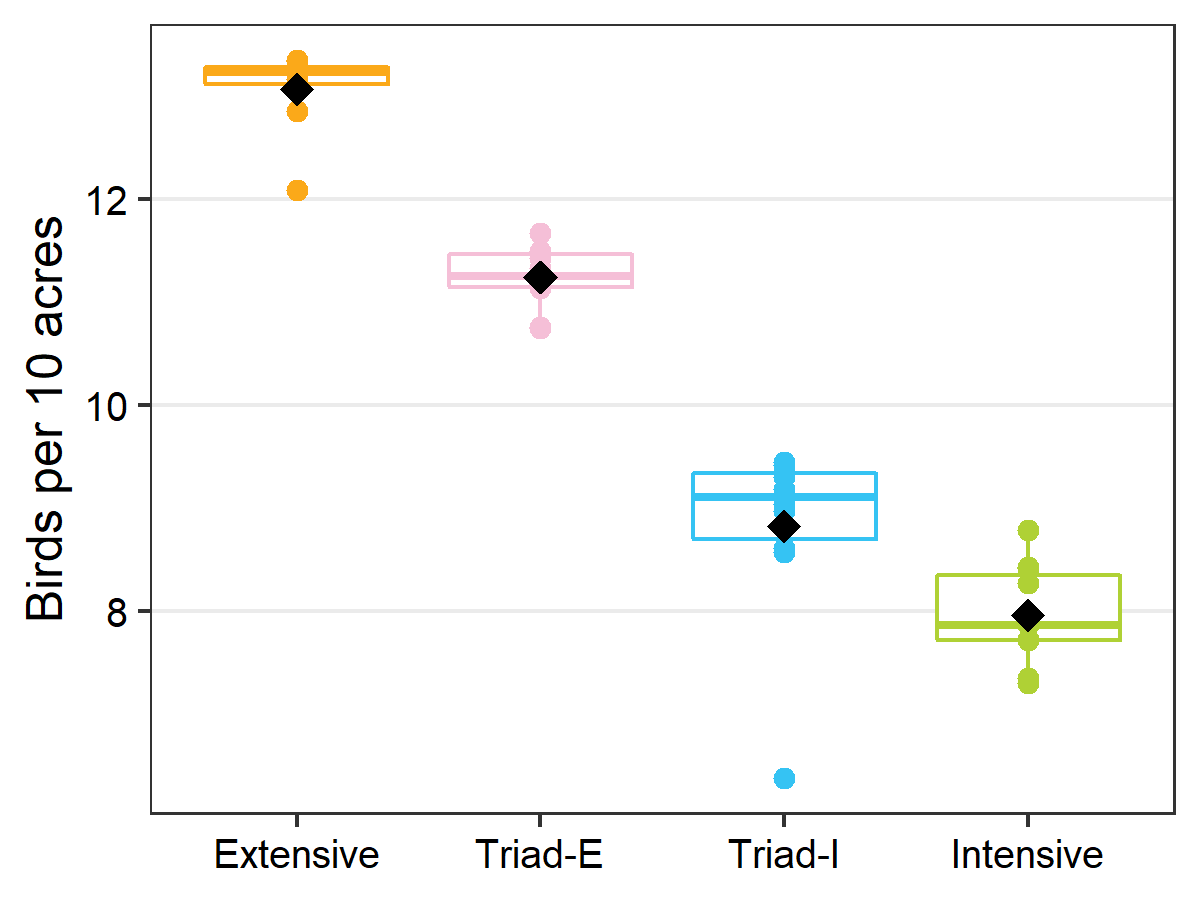 Birds per 10 acres
12
10
8
Extensive
Triad-E
Triad-I
Intensive